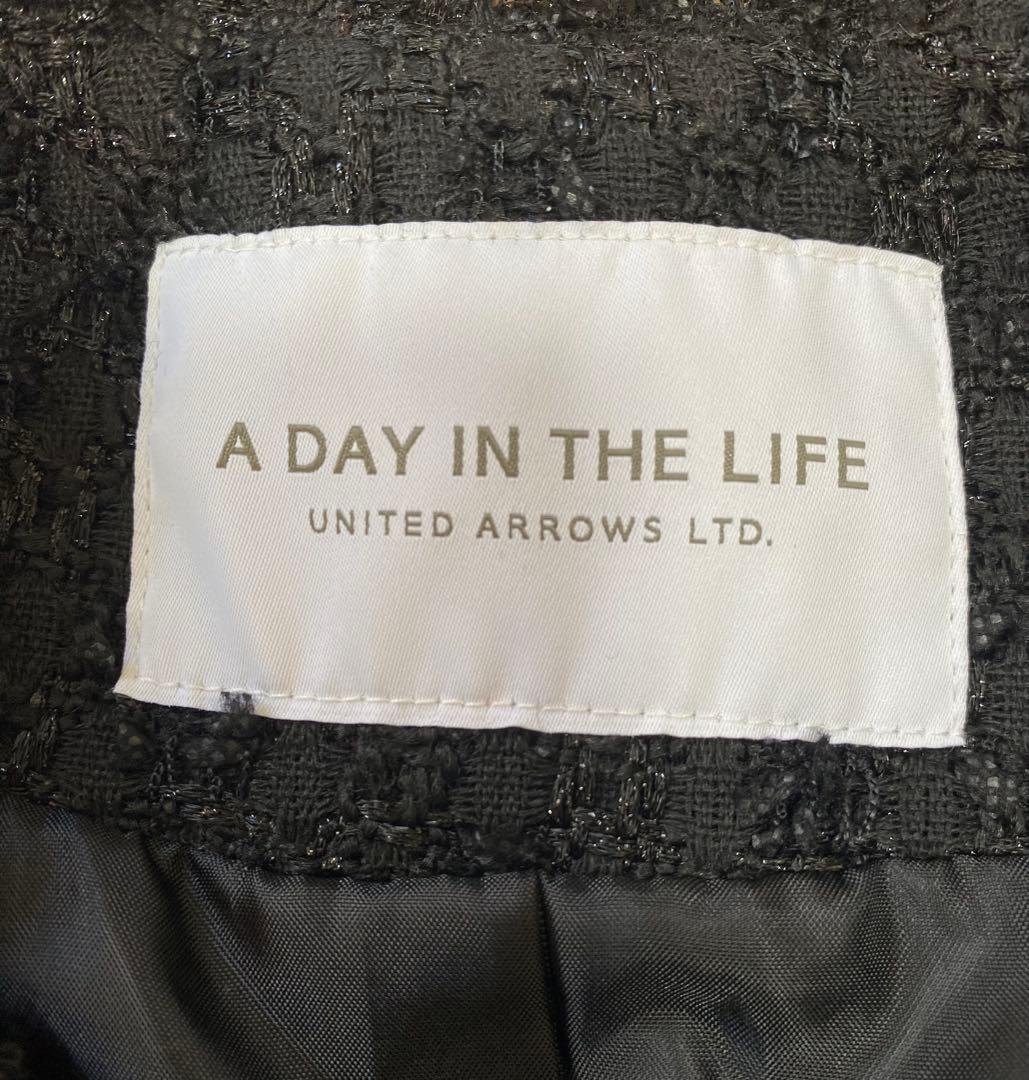 A DAY IN THE LIFE
UNITED ARROWS LTD.